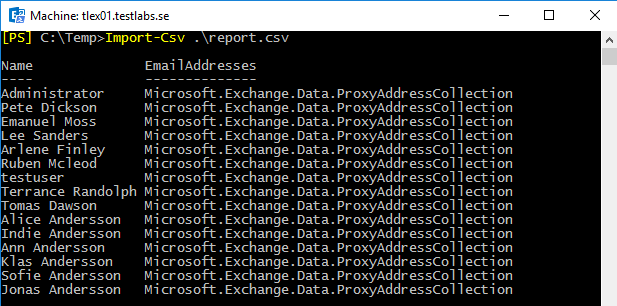 Machine: tlex01.testlabs.se
[PS] C:\Temp>Import-Csv .\report.csv
Name EmailAddresses
---- --------------
Administrator Microsoft.Exchange.Data.ProxyAddressCollection
Pete Dickson Microsoft.Exchange.Data.ProxyAddressCollection
Emanuel Moss Microsoft.Exchange.Data.ProxyAddressCollection
Lee Sanders Microsoft.Exchange.Data.ProxyAddressCollection
Arlene Finley Microsoft.Exchange.Data.ProxyAddressCollection
Ruben Mcleod Microsoft.Exchange.Data.ProxyAddressCollection
testuser Microsoft.Exchange.Data.ProxyAddressCollection
Terrance Randolph Microsoft.Exchange.Data.ProxyAddressCollection
Tomas Dawson Microsoft.Exchange.Data.ProxyAddressCollection
Alice Andersson Microsoft.Exchange.Data.ProxyAddressCollection
Indie Andersson Microsoft.Exchange.Data.ProxyAddressCollection
Ann Andersson Microsoft.Exchange.Data.ProxyAddressCollection
Klas Andersson Microsoft.Exchange.Data.ProxyAddressCollection
Sofie Andersson Microsoft.Exchange.Data.ProxyAddressCollection
Jonas Andersson Microsoft.Exchange.Data.ProxyAddressCollection